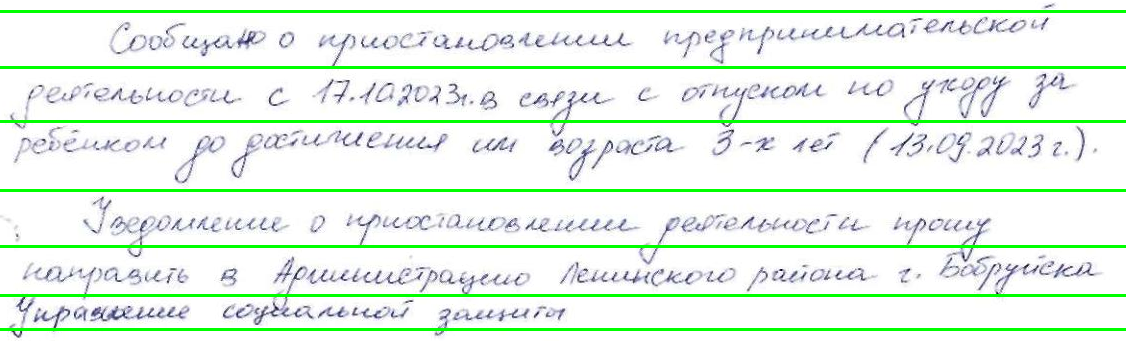 Сообщаю о приостановлении предпринимательской
деятельности с 17.10.2023г. в связи с отпуском по уходу за
ребёнком до достижения им возраста 3-х лет (13.09.2023 г.).
Уведомление о приостановлении деятельности прошу
направить в Администрацию Ленинского района г. Бобруйска
Управление социальной защиты